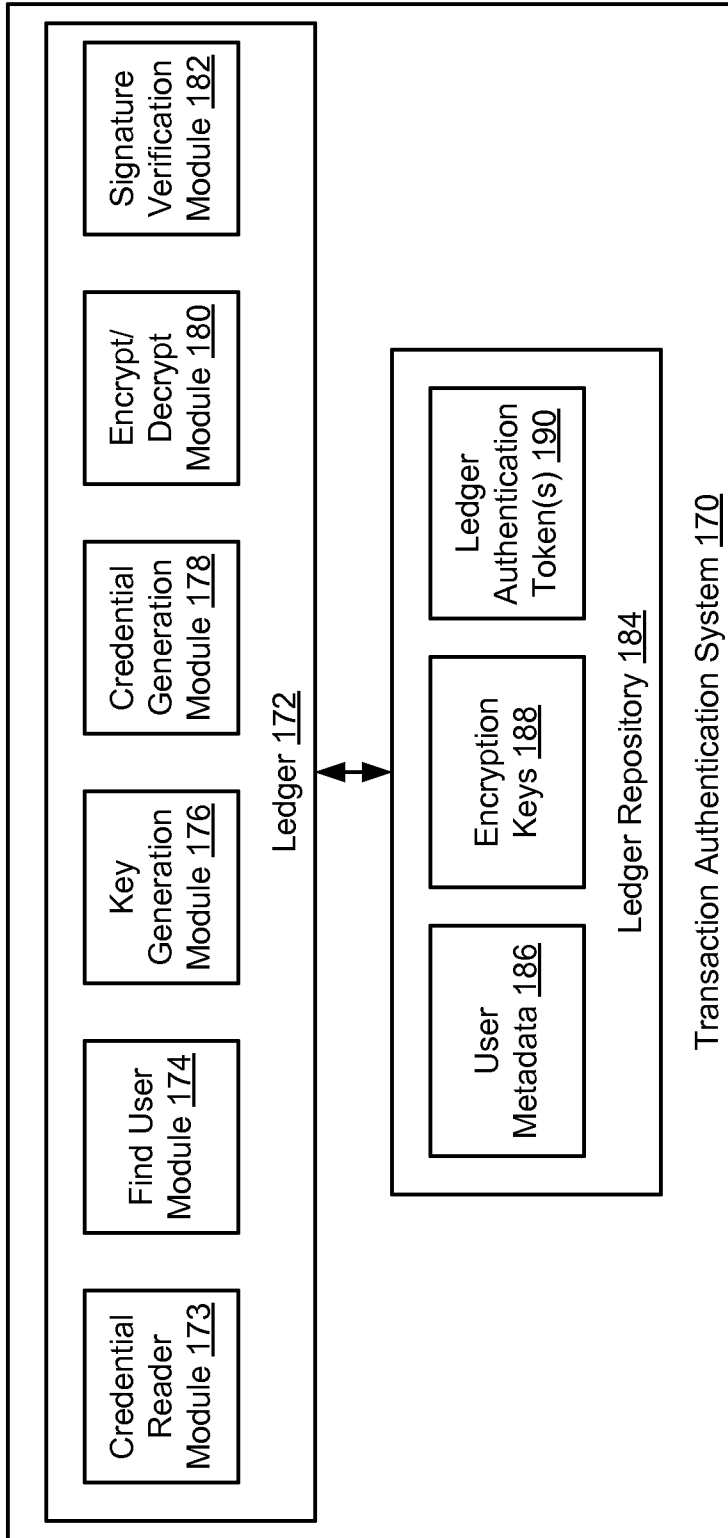 Credential
Reader
Module 173
Find User
Module 174
Key
Generation
Module 176
Credential
Generation
Module 178
Encrypt/
Decrypt
Module 180
Signature
Verification
Module 182
Ledger 172
User
Metadata 186
Encryption
Keys 188
Ledger
Authentication
Token(s) 190
Ledger Repository 184
Transaction Authentication System 170